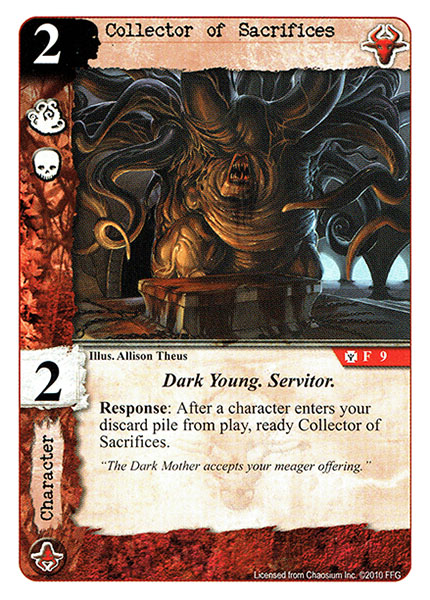 2 Collector of Sacrifices
Illus. Allison Theus
F 9
2
Dark Young. Servitor.
Response: After a character enters your
discard pile from play, ready Collector of
Sacrifices.
"The Dark Mother accepts your meager offering."
Character
Licensed from Chaosium Inc. ©2010 FFG